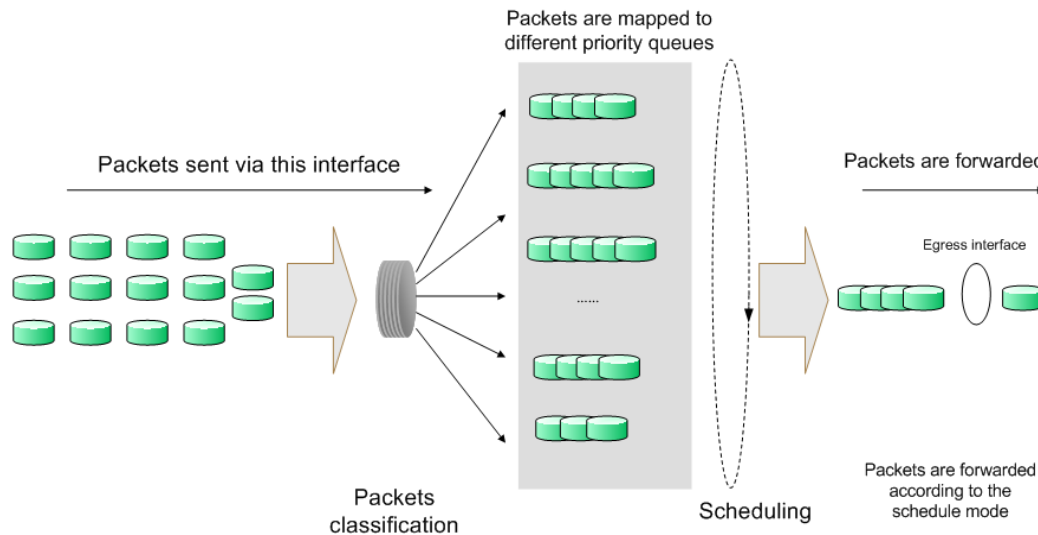 Packets are mapped to
different priority queues
Packets sent via this interface
Packets are forwarded
Egress interface
......
Packets
classification
Scheduling
Packets are forwarded
according to the
schedule mode